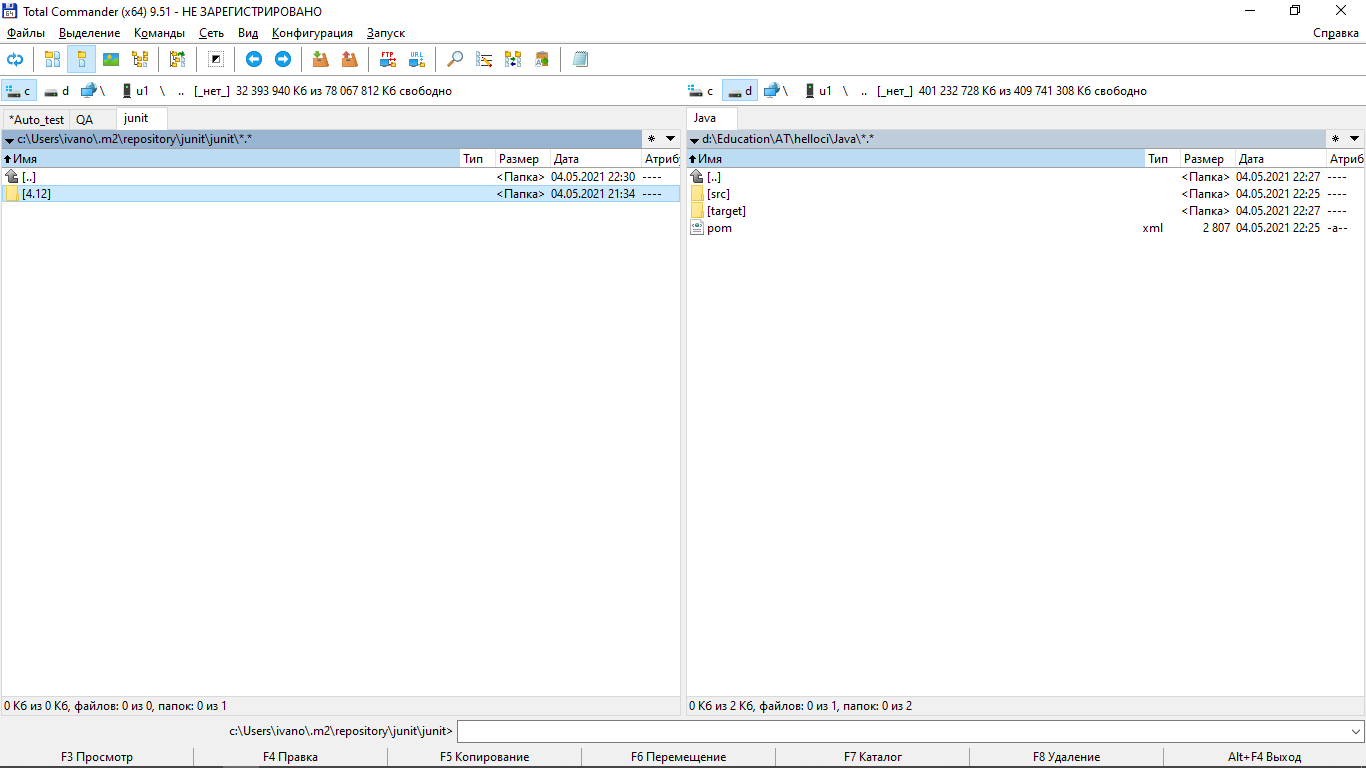 Total Commander (x64) 9.51 - НЕ ЗАРЕГИСТРИРОВАНО
Файлы Выделение Команды Сеть Вид Конфигурация Запуск Справка
FTP URL
c d \ u1 \ .. [_нет_] 32 393 940 Кб из 78 067 812 Кб свободно
c d \ u1 \ .. [_нет_] 401 232 728 Кб из 409 741 308 Кб свободно
*Auto_test QA junit
c:\Users\ivano\.m2\repository\junit\junit\*.* *
Имя Тип Размер Дата Атриб
[..] <Папка> 04.05.2021 22:30 ----
[4.12] <Папка> 04.05.2021 21:34 ----
0 Кб из 0 Кб, файлов: 0 из 0, папок: 0 из 1
Java
d:\Education\AT\helloci\Java\*.* *
Имя Тип Размер Дата Атриб
[..] <Папка> 04.05.2021 22:27 ----
[src] <Папка> 04.05.2021 22:25 ----
[target] <Папка> 04.05.2021 22:27 ----
pom xml 2 807 04.05.2021 22:25 -a--
0 Кб из 2 Кб, файлов: 0 из 1, папок: 0 из 2
c:\Users\ivano\.m2\repository\junit\junit>
F3 Просмотр F4 Правка F5 Копирование F6 Перемещение F7 Каталог F8 Удаление Alt+F4 Выход